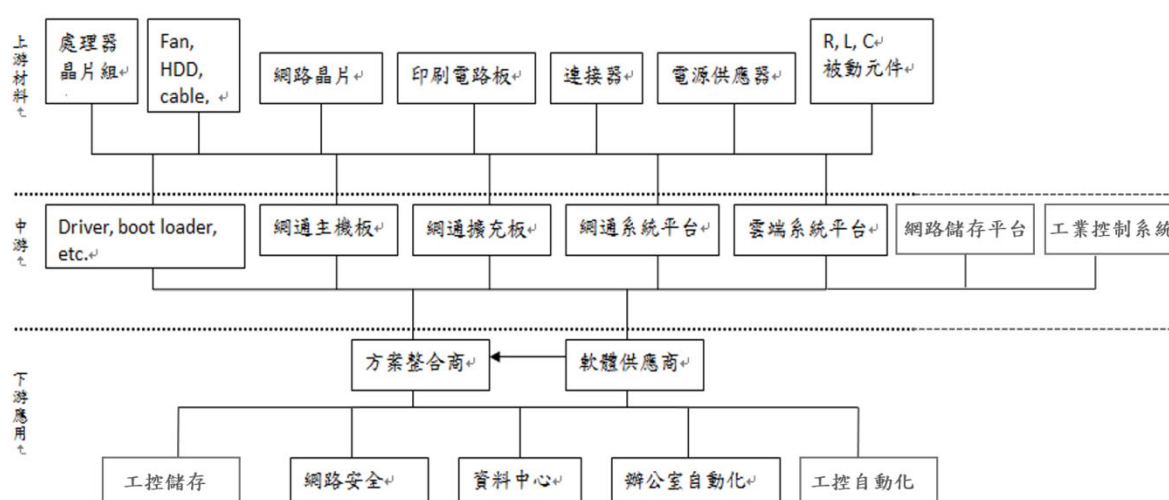 上游材料
處理器
晶片組
Fan,
HDD,
cable,
網路晶片
印刷電路板
連接器
電源供應器
R, L, C
被動元件
中游
Driver, boot loader,
etc.
網通主機板
網通擴充板
網通系統平台
雲端系統平台
網路儲存平台
工業控制系統
下游應用
方案整合商
軟體供應商
工控儲存
網路安全
資料中心
辦公室自動化
工控自動化